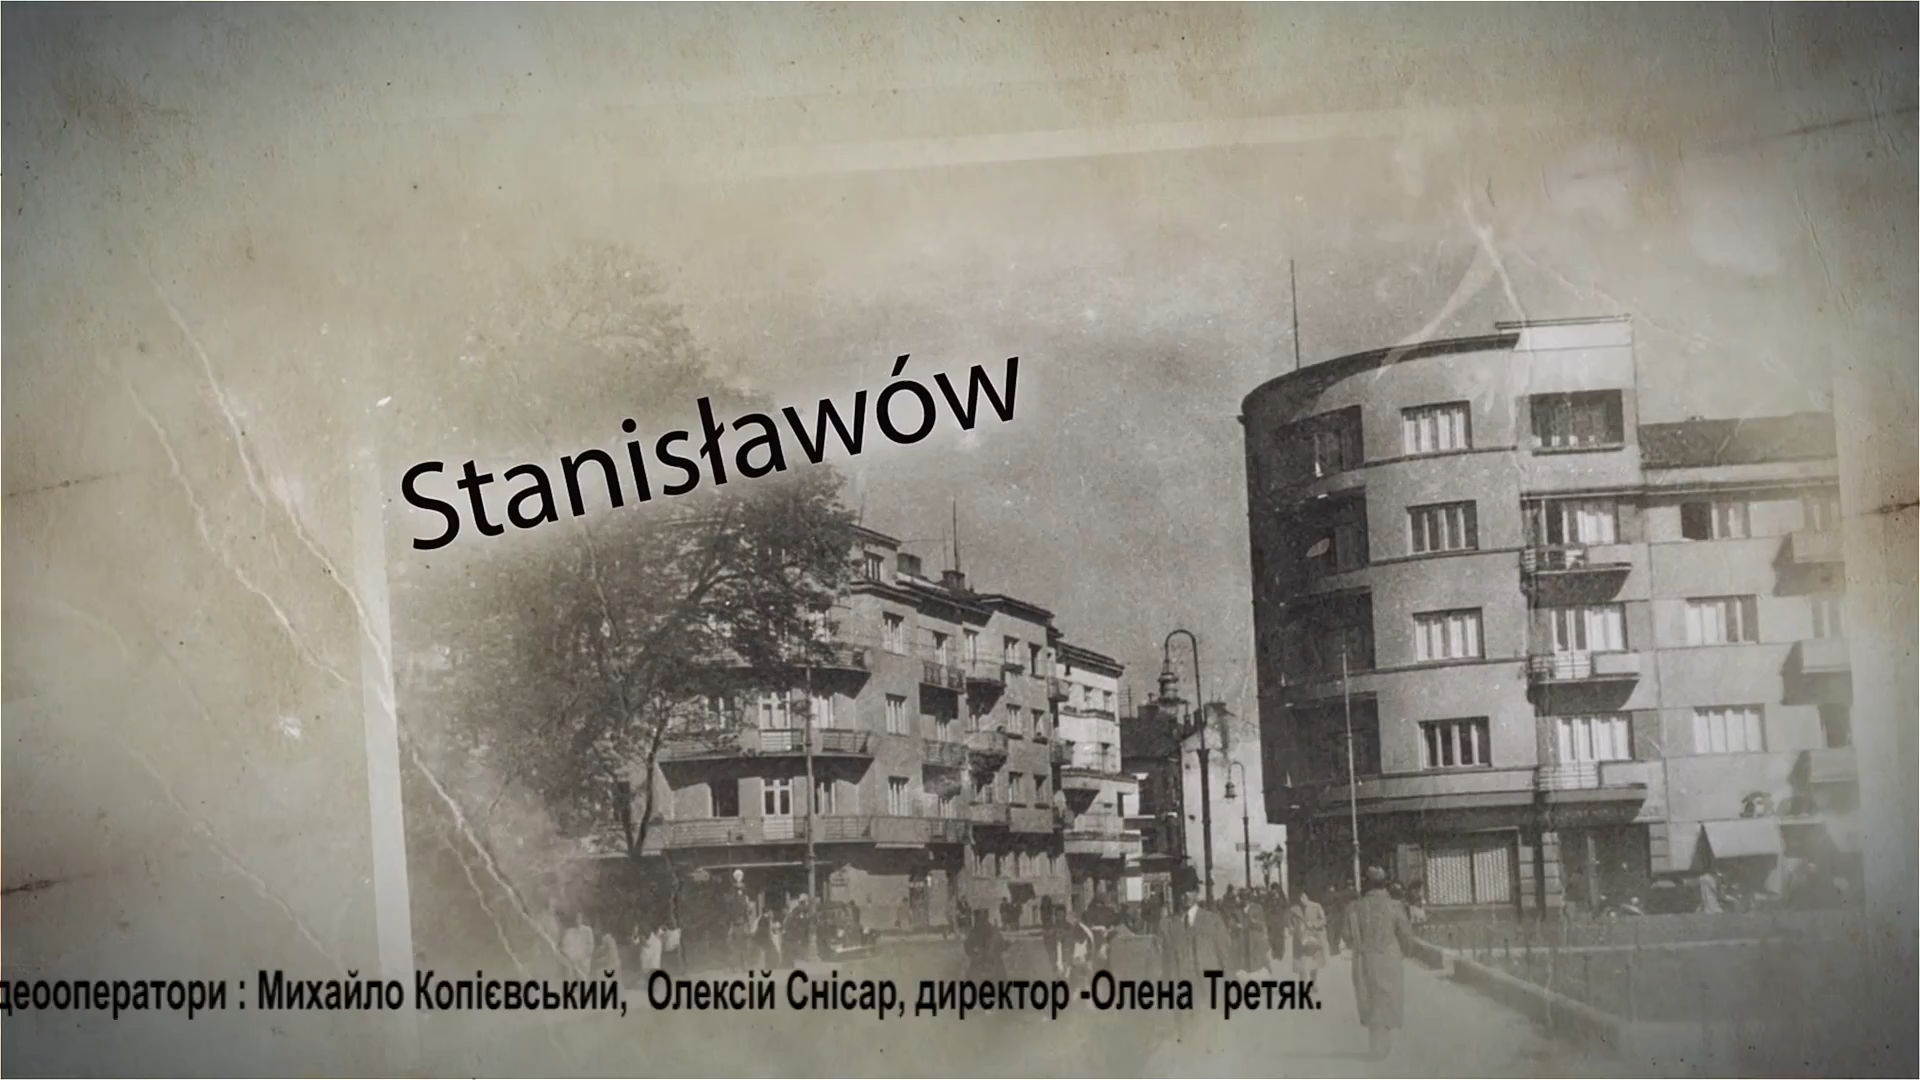 Stanisławów
деооператори : Михайло Копієвський, Олексій Снісар, директор -Олена Третяк.